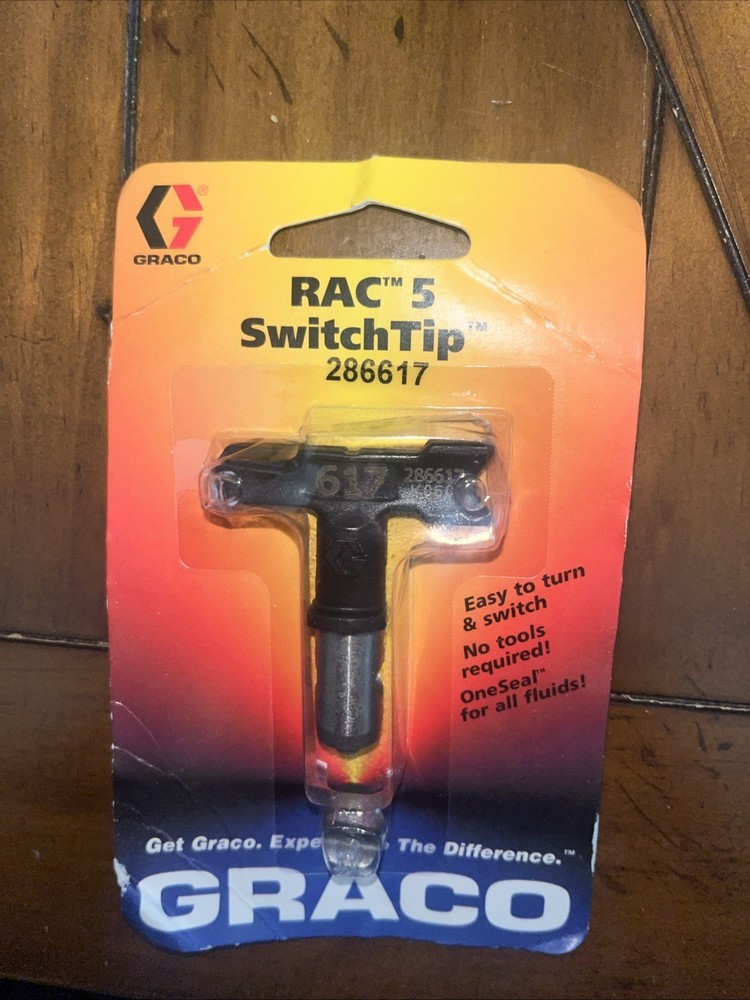 GRACO
®
RAC™ 5
SwitchTip™
286617
617
286617
Easy to turn
& switch
No tools
required!
OneSeal™
for all fluids!
Get Graco. The Difference.™
GRACO